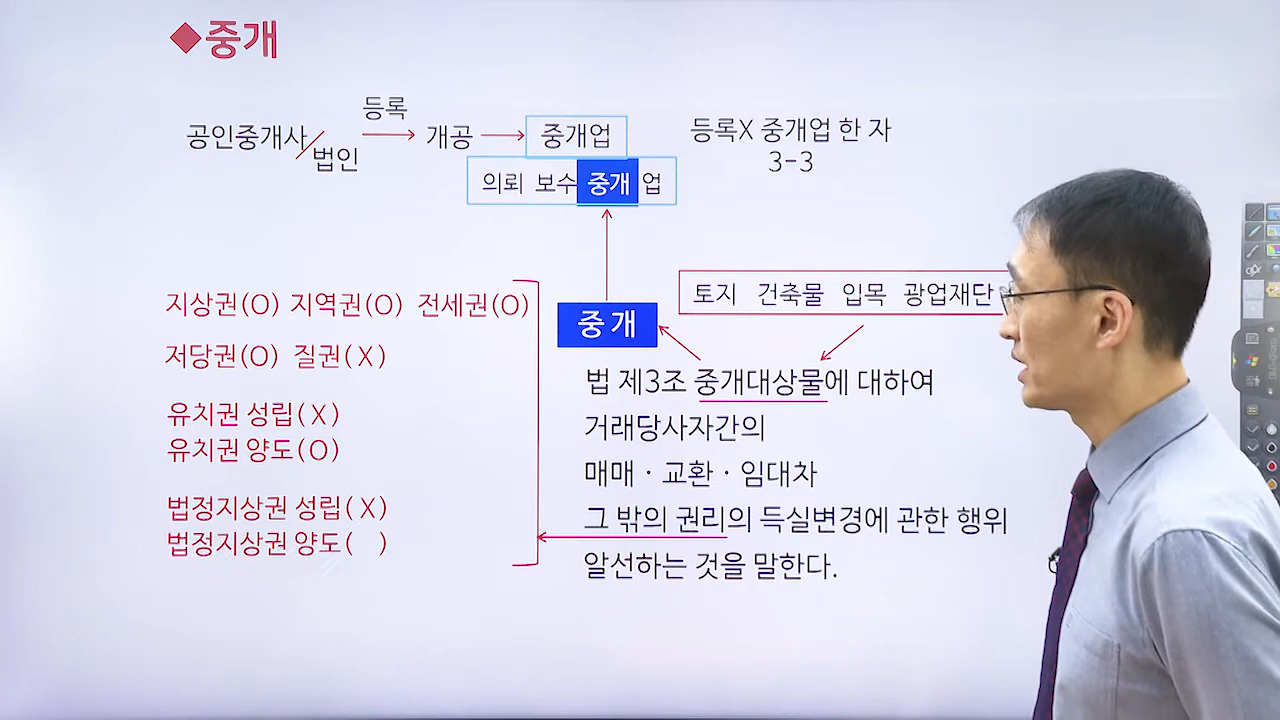 ◆중개
등록
공인중개사/법인 → 개공 → 중개업
등록X 중개업 한 자
3-3
의뢰 보수 중개 업
지상권(O) 지역권(O) 전세권(O)
저당권(O) 질권(X)
유치권 성립(X)
유치권 양도(O)
법정지상권 성립(X)
법정지상권 양도( )
중개
토지 건축물 입목 광업재단
법 제3조 중개대상물에 대하여
거래당사자간의
매매·교환·임대차
그 밖의 권리의 득실변경에 관한 행위
알선하는 것을 말한다.